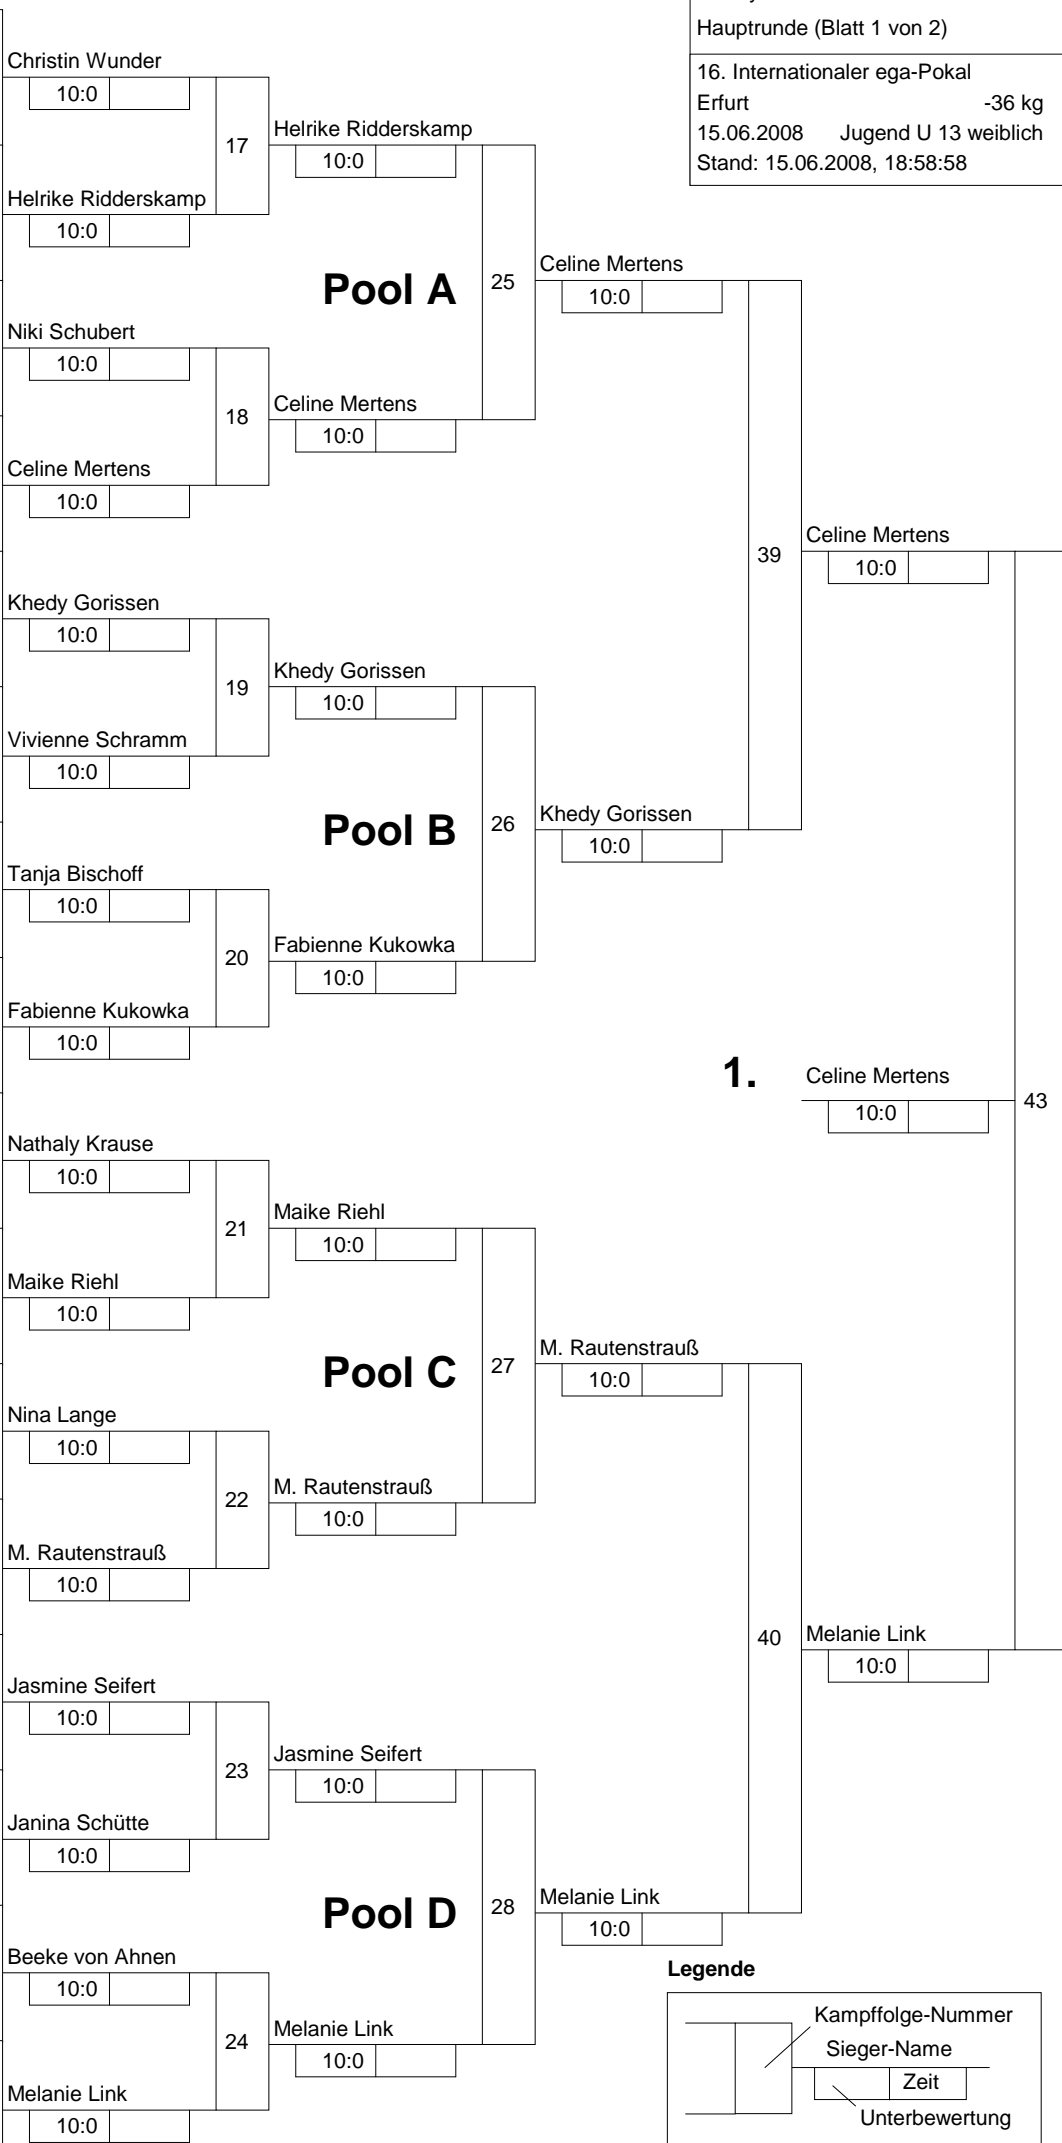 Hauptrunde (Blatt 1 von 2)
16. Internationaler ega-Pokal
Erfurt -36 kg
15.06.2008 Jugend U 13 weiblich
Stand: 15.06.2008, 18:58:58
Christin Wunder
10:0
17
Helrike Ridderskamp
10:0
Helrike Ridderskamp
10:0
Pool A
25
Celine Mertens
10:0
Niki Schubert
10:0
18
Celine Mertens
10:0
Celine Mertens
10:0
39
Celine Mertens
10:0
Khedy Gorissen
10:0
19
Khedy Gorissen
10:0
Vivienne Schramm
10:0
Pool B
26
Khedy Gorissen
10:0
Tanja Bischoff
10:0
20
Fabienne Kukowka
10:0
Fabienne Kukowka
10:0
1.
Celine Mertens
10:0
43
Nathaly Krause
10:0
21
Maike Riehl
10:0
Maike Riehl
10:0
Pool C
27
M. Rautenstrauß
10:0
Nina Lange
10:0
22
M. Rautenstrauß
10:0
M. Rautenstrauß
10:0
40
Melanie Link
10:0
Jasmine Seifert
10:0
23
Jasmine Seifert
10:0
Janina Schütte
10:0
Pool D
28
Melanie Link
10:0
Beeke von Ahnen
10:0
24
Melanie Link
10:0
Melanie Link
10:0
Legende
Kampffolge-Nummer
Sieger-Name
Zeit
Unterbewertung